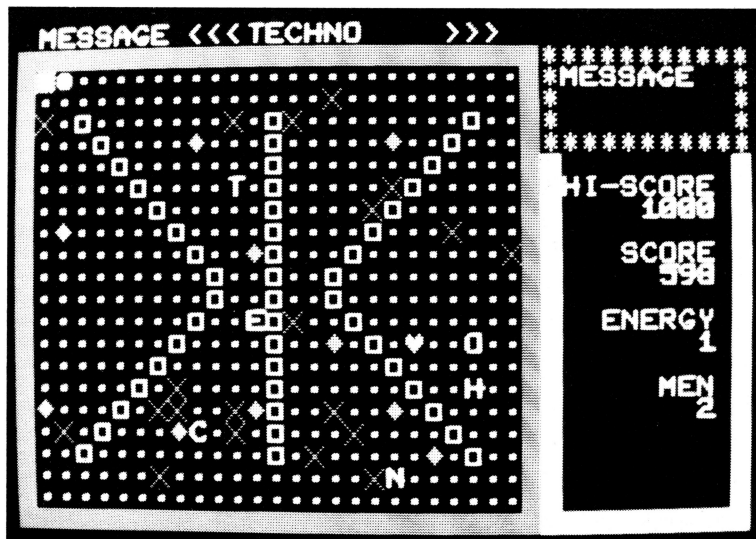 MESSAGE <<< TECHNO >>>
MESSAGE
HI-SCORE
1000
T
SCORE
590
E
ENERGY
1
O
H
MEN
2
C
N